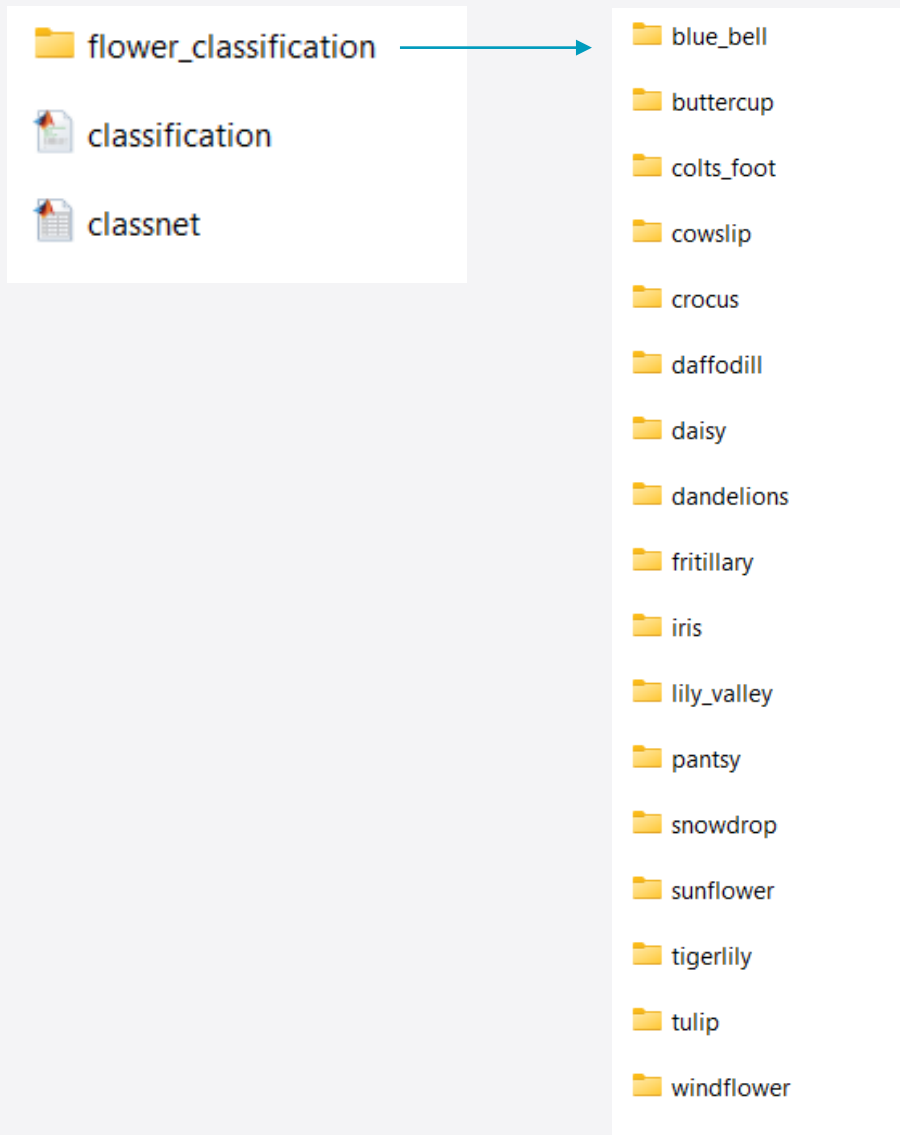 flower_classification
classification
classnet
blue_bell
buttercup
colts_foot
cowslip
crocus
daffodill
daisy
dandelions
fritillary
iris
lily_valley
pantsy
snowdrop
sunflower
tigerlily
tulip
windflower